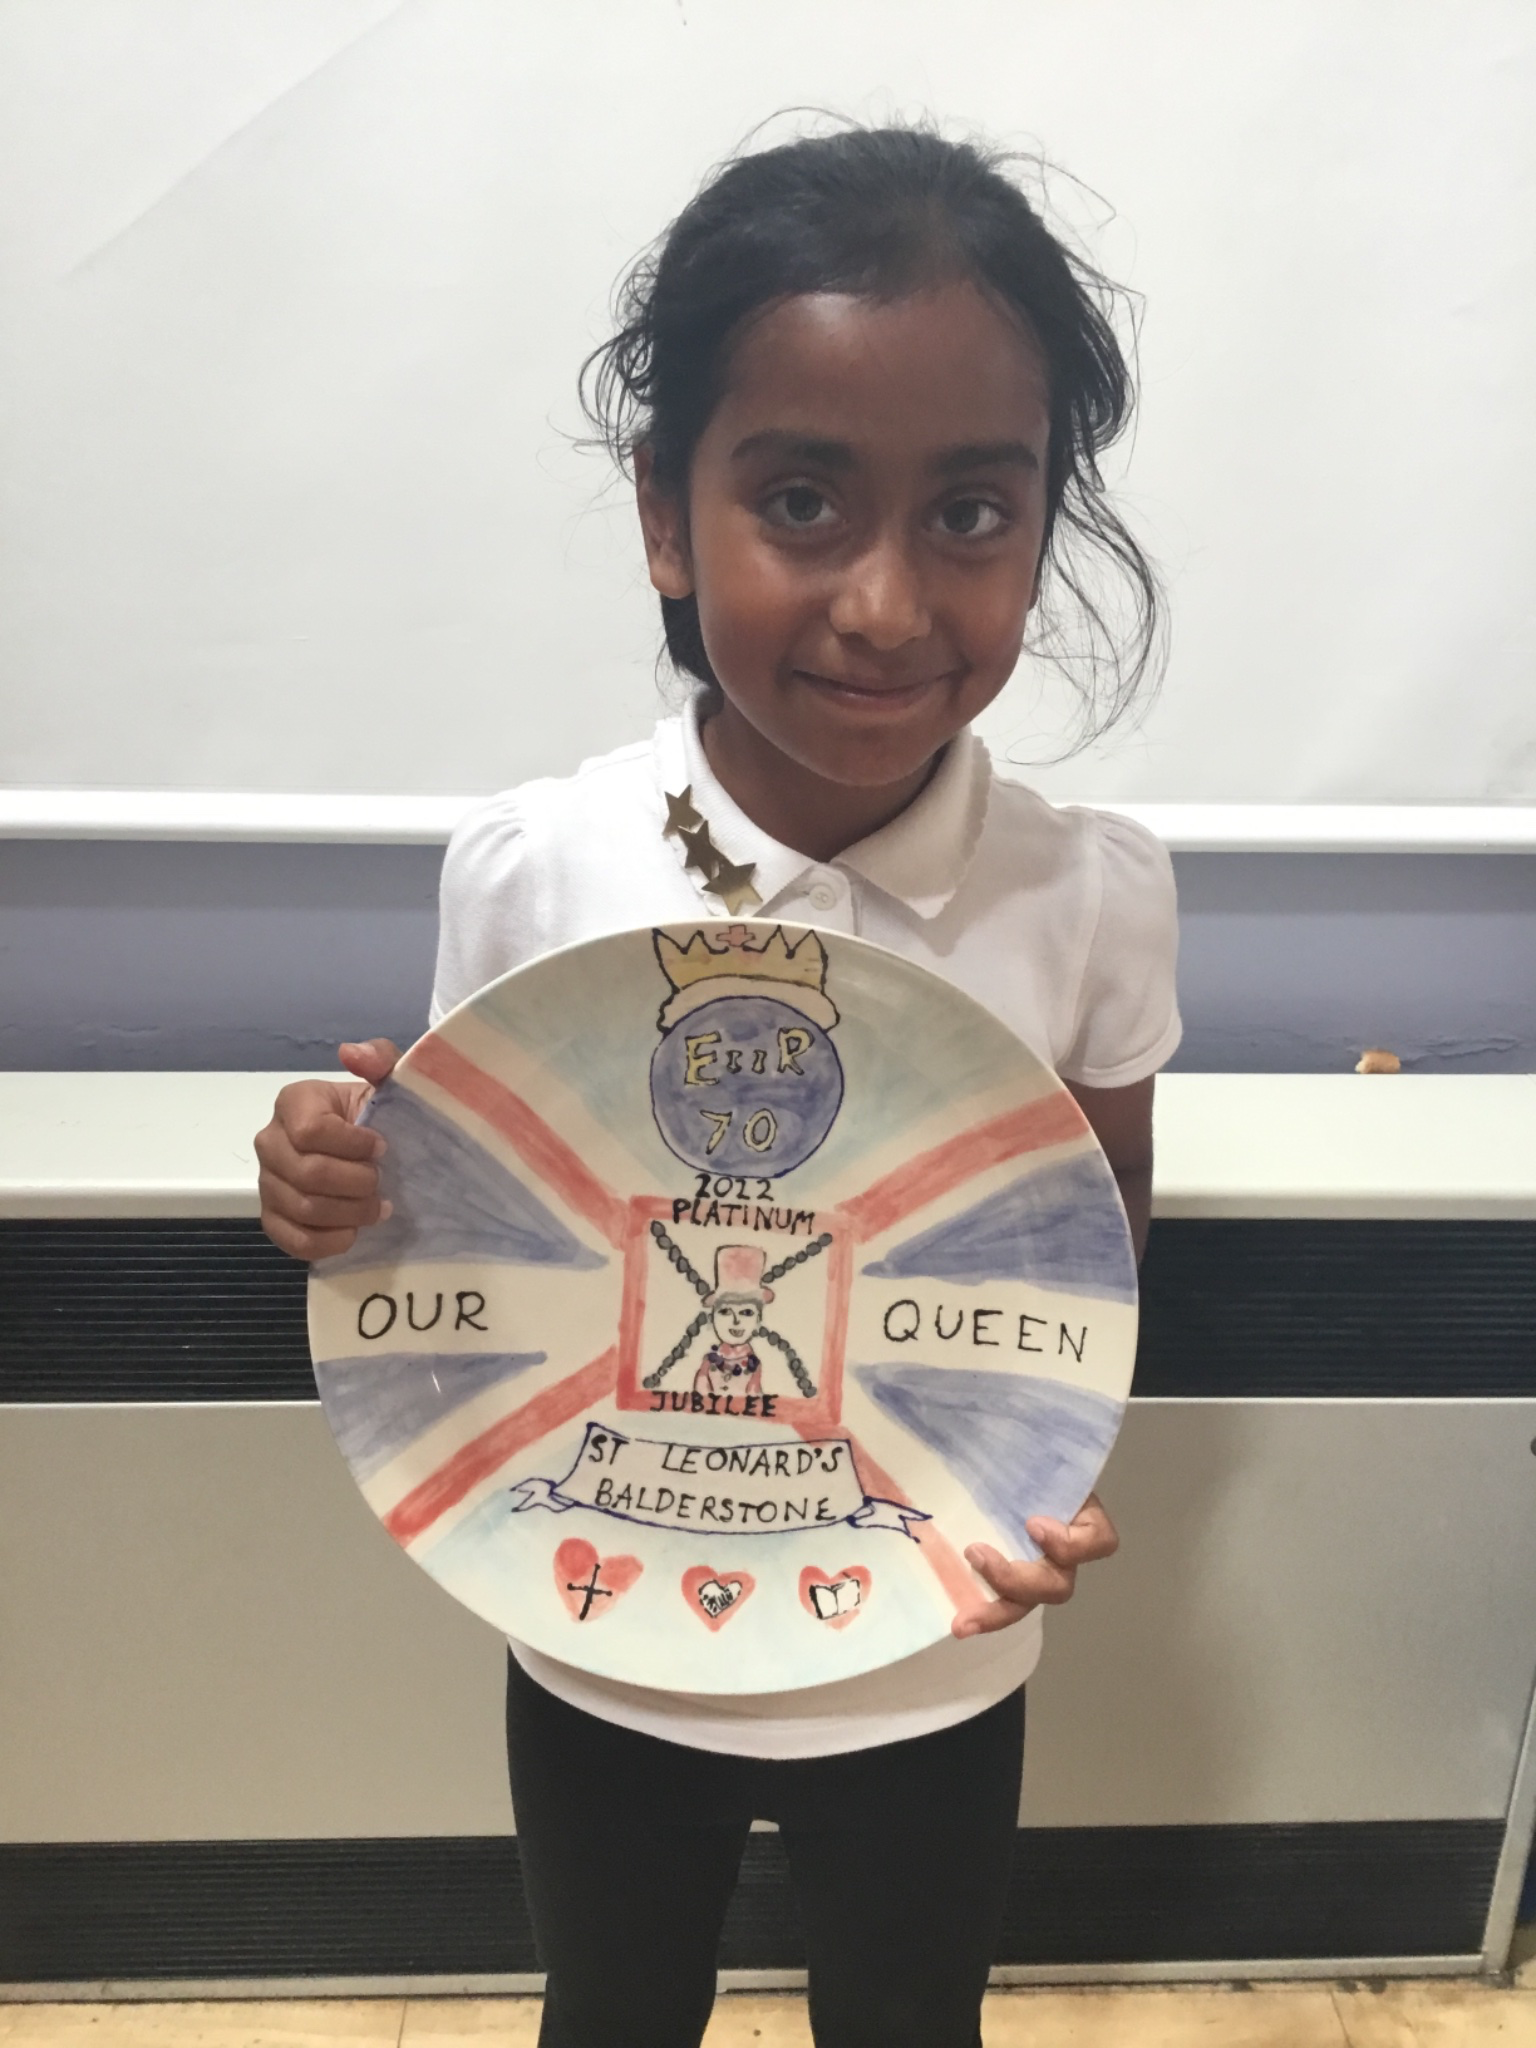 EIIR
70
2022
PLATINUM
OUR
QUEEN
JUBILEE
ST LEONARD'S
BALDERSTONE